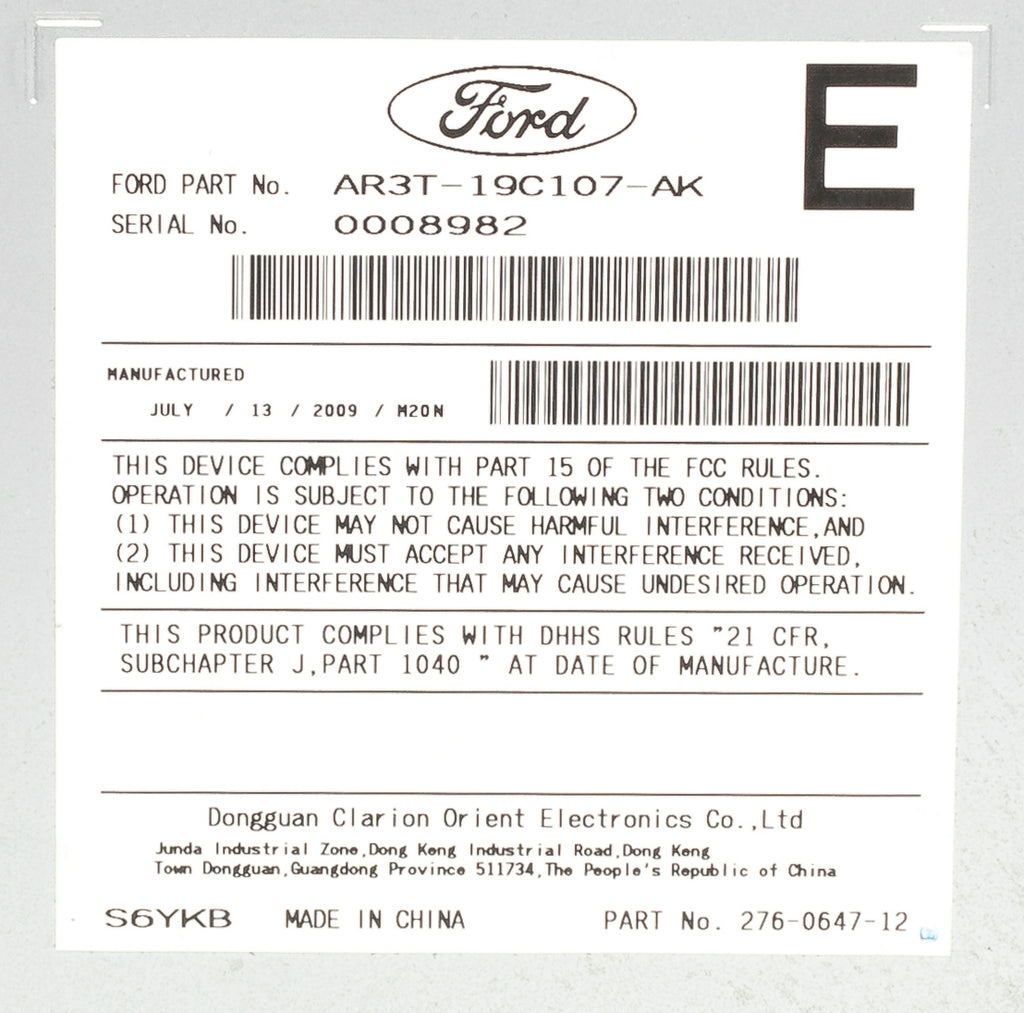 Ford
E
FORD PART No. AR3T-19C107-AK
SERIAL No. 0008982
MANUFACTURED
JULY / 13 / 2009 / M20N
THIS DEVICE COMPLIES WITH PART 15 OF THE FCC RULES.
OPERATION IS SUBJECT TO THE FOLLOWING TWO CONDITIONS:
(1) THIS DEVICE MAY NOT CAUSE HARMFUL INTERFERENCE,AND
(2) THIS DEVICE MUST ACCEPT ANY INTERFERENCE RECEIVED,
INCLUDING INTERFERENCE THAT MAY CAUSE UNDESIRED OPERATION.
THIS PRODUCT COMPLIES WITH DHHS RULES "21 CFR,
SUBCHAPTER J,PART 1040 " AT DATE OF MANUFACTURE.
Dongguan Clarion Orient Electronics Co.,Ltd
Junda Industrial Zone,Dong Keng Industrial Road,Dong Keng
Town Dongguan,Guangdong Province 511734,The People's Republic of China
S6YKB MADE IN CHINA PART No. 276-0647-12